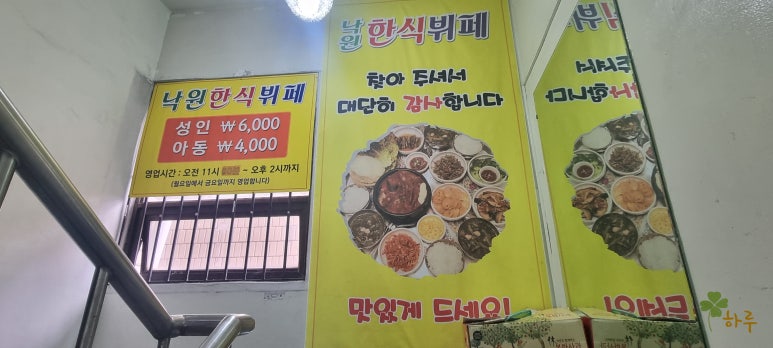 낙원한식뷔페
성인 ₩6,000
아동 ₩4,000
영업시간 : 오전 11시 ~ 오후 2시까지
(월요일에서 금요일까지 영업합니다)
낙원 한식뷔페
찾아 주셔서
대단히 감사합니다
맛있게 드세요!
하루